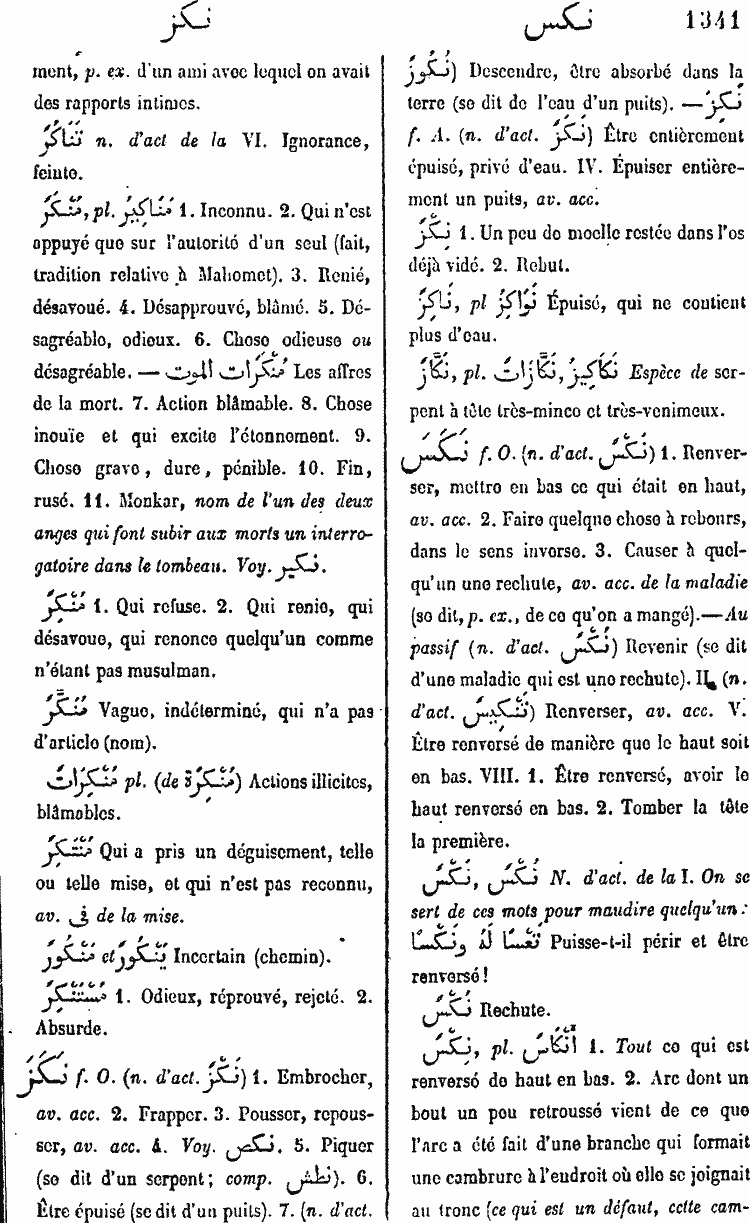 نكز
نكس 1341
ment, p. ex. d'un ami avec lequel on avait
des rapports intimes.
تَنَاكُرٌ n. d'act de la VI. Ignorance,
feinte.
مُنْكَرٌ, pl. مَنَاكِيرُ 1. Inconnu. 2. Qui n'est
appuyé que sur l'autorité d'un seul (fait,
tradition relative à Mahomet). 3. Renié,
désavoué. 4. Désapprouvé, blâmé. 5. Dé-
sagréable, odieux. 6. Chose odieuse ou
désagréable. — مُنْكَرَات الموت Les affres
de la mort. 7. Action blâmable. 8. Chose
inouïe et qui excite l'étonnement. 9.
Chose grave, dure, pénible. 10. Fin,
rusé. 11. Monkar, nom de l'un des deux
anges qui font subir aux morts un interro-
gatoire dans le tombeau. Voy. نكير.
مُنْكِرٌ 1. Qui refuse. 2. Qui renie, qui
désavoue, qui renonce quelqu'un comme
n'étant pas musulman.
مُنَكَّرٌ Vague, indéterminé, qui n'a pas
d'article (nom).
مُنْكَرَاتٌ pl. (de مُنْكَرَةٌ) Actions illicites,
blâmables.
مُتَنَكِّرٌ Qui a pris un déguisement, telle
ou telle mise, et qui n'est pas reconnu,
av. فى de la mise.
مَنْكُورٌ et يَنْكُورٌ Incertain (chemin).
مُسْتَنْكَرٌ 1. Odieux, réprouvé, rejeté. 2.
Absurde.
نَكَزَ f. O. (n. d'act. نَكْزٌ) 1. Embrocher,
av. acc. 2. Frapper. 3. Pousser, repous-
ser, av. acc. 4. Voy. نكص. 5. Piquer
(se dit d'un serpent; comp. نطش). 6.
Être épuisé (se dit d'un puits). 7. (n. d'act.
نُكُوزٌ) Descendre, être absorbé dans la
terre (se dit de l'eau d'un puits). — نَكِزَ
f. A. (n. d'act. نَكَزٌ) Être entièrement
épuisé, privé d'eau. IV. Épuiser entière-
ment un puits, av. acc.
نِكْزٌ 1. Un peu de moelle restée dans l'os
déjà vidé. 2. Rebut.
نَاكِزٌ, pl نَوَاكِزُ Épuisé, qui ne contient
plus d'eau.
نَكَّازٌ, pl. نَكَّازَاتٌ, نَكَاكِيزُ Espèce de ser-
pent à tête très-mince et très-venimeux.
نَكَسَ f. O. (n. d'act. نَكْسٌ) 1. Renver-
ser, mettre en bas ce qui était en haut,
av. acc. 2. Faire quelque chose à rebours,
dans le sens inverse. 3. Causer à quel-
qu'un une rechute, av. acc. de la maladie
(se dit, p. ex., de ce qu'on a mangé).—Au
passif (n. d'act. نُكْسٌ) Revenir (se dit
d'une maladie qui est une rechute). II. (n.
d'act. تَنْكِيسٌ) Renverser, av. acc. V.
Être renversé de manière que le haut soit
en bas. VIII. 1. Être renversé, avoir le
haut renversé en bas. 2. Tomber la tête
la première.
نَكْسٌ, نُكْسٌ N. d'act. de la I. On se
sert de ces mots pour maudire quelqu'un:
تَعْسًا لَهُ وَنُكْسًا Puisse-t-il périr et être
renversé!
نُكْسٌ Rechute.
نِكْسٌ, pl. أَنْكَاسٌ 1. Tout ce qui est
renversé de haut en bas. 2. Arc dont un
bout un peu retroussé vient de ce que
l'arc a été fait d'une branche qui formait
une cambrure à l'endroit où elle se joignait
au tronc (ce qui est un défaut, cette cam-